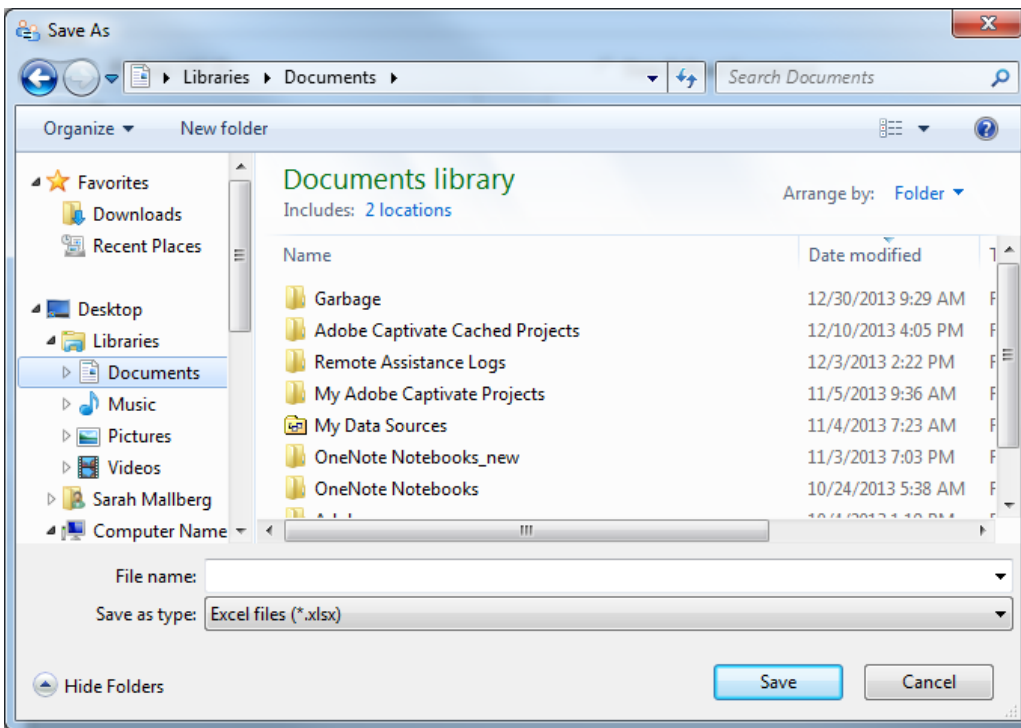 Save As
Libraries Documents
Search Documents
Organize New folder
Favorites
Downloads
Recent Places
Desktop
Libraries
Documents
Music
Pictures
Videos
Sarah Mallberg
Computer Name
Documents library
Includes: 2 locations
Arrange by: Folder
Name Date modified
Garbage 12/30/2013 9:29 AM
Adobe Captivate Cached Projects 12/10/2013 4:05 PM
Remote Assistance Logs 12/3/2013 2:22 PM
My Adobe Captivate Projects 11/5/2013 9:36 AM
My Data Sources 11/4/2013 7:23 AM
OneNote Notebooks_new 11/3/2013 7:03 PM
OneNote Notebooks 10/24/2013 5:38 AM
File name:
Save as type: Excel files (*.xlsx)
Hide Folders
Save Cancel